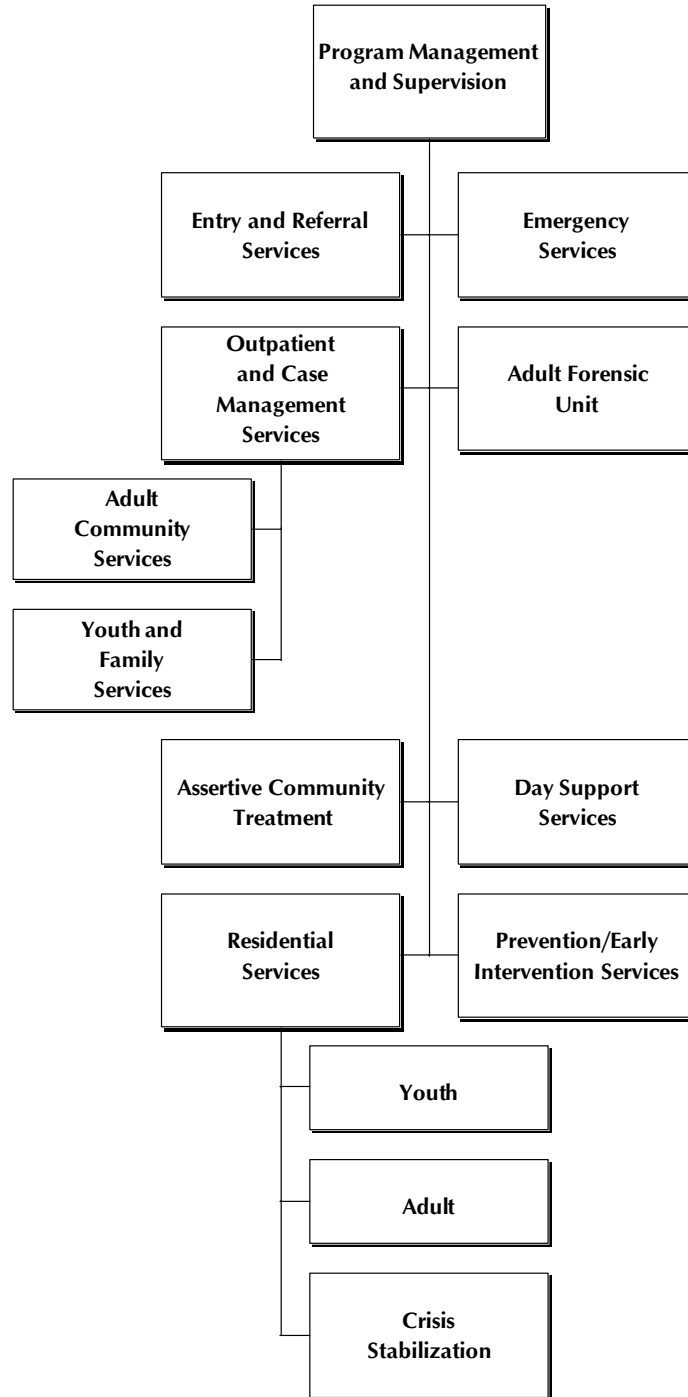 Program Management
and Supervision
Entry and Referral
Services
Emergency
Services
Outpatient
and Case
Management
Services
Adult Forensic
Unit
Adult
Community
Services
Youth and
Family
Services
Assertive Community
Treatment
Day Support
Services
Residential
Services
Prevention/Early
Intervention Services
Youth
Adult
Crisis
Stabilization